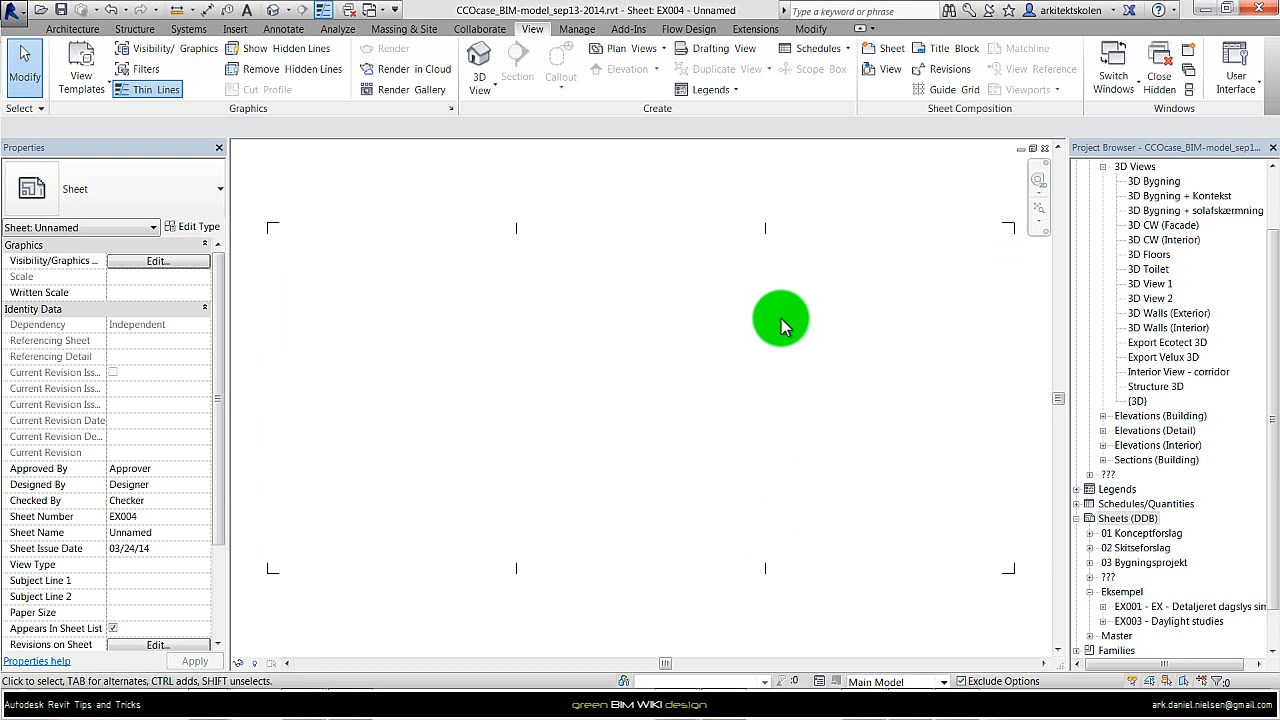 CCOcase_BIM-model_sep13-2014.rvt - Sheet: EX004 - Unnamed
Type a keyword or phrase
arkitektskolen
Architecture Structure Systems Insert Annotate Analyze Massing & Site Collaborate View Manage Add-Ins Flow Design Extensions Modify
Modify
Select
View Templates
Visibility/ Graphics
Filters
Thin Lines
Show Hidden Lines
Remove Hidden Lines
Cut Profile
Graphics
Render
Render in Cloud
Render Gallery
3D View
Section
Callout
Plan Views
Elevation
Drafting View
Duplicate View
Legends
Schedules
Scope Box
Create
Sheet
View
Title Block
Revisions
Guide Grid
Matchline
View Reference
Viewports
Sheet Composition
Switch Windows
Close Hidden
User Interface
Windows
Properties
Sheet
Sheet: Unnamed
Edit Type
Graphics
Visibility/Graphics ... Edit...
Scale
Written Scale
Identity Data
Dependency Independent
Referencing Sheet
Referencing Detail
Current Revision Iss...
Current Revision Iss...
Current Revision Iss...
Current Revision Date
Current Revision De...
Current Revision
Approved By Approver
Designed By Designer
Checked By Checker
Sheet Number EX004
Sheet Name Unnamed
Sheet Issue Date 03/24/14
View Type
Subject Line 1
Subject Line 2
Paper Size
Appears In Sheet List
Revisions on Sheet Edit...
Properties help Apply
Project Browser - CCOcase_BIM-model_sep1...
3D Views
3D Bygning
3D Bygning + Kontekst
3D Bygning + solafskærmning
3D CW (Facade)
3D CW (Interior)
3D Floors
3D Toilet
3D View 1
3D View 2
3D Walls (Exterior)
3D Walls (Interior)
Export Ecotect 3D
Export Velux 3D
Interior View - corridor
Structure 3D
{3D}
Elevations (Building)
Elevations (Detail)
Elevations (Interior)
Sections (Building)
???
Legends
Schedules/Quantities
Sheets (DDB)
01 Konceptforslag
02 Skitseforslag
03 Bygningsprojekt
???
Eksempel
EX001 - EX - Detaljeret dagslys sim
EX003 - Daylight studies
Master
Families
Click to select, TAB for alternates, CTRL adds, SHIFT unselects.
:0
Main Model
Exclude Options
:0
Autodesk Revit Tips and Tricks
green BIM WIKI design
ark.daniel.nielsen@gmail.com